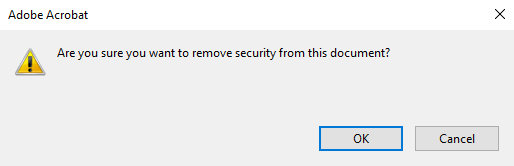 Adobe Acrobat
Are you sure you want to remove security from this document?
OK
Cancel